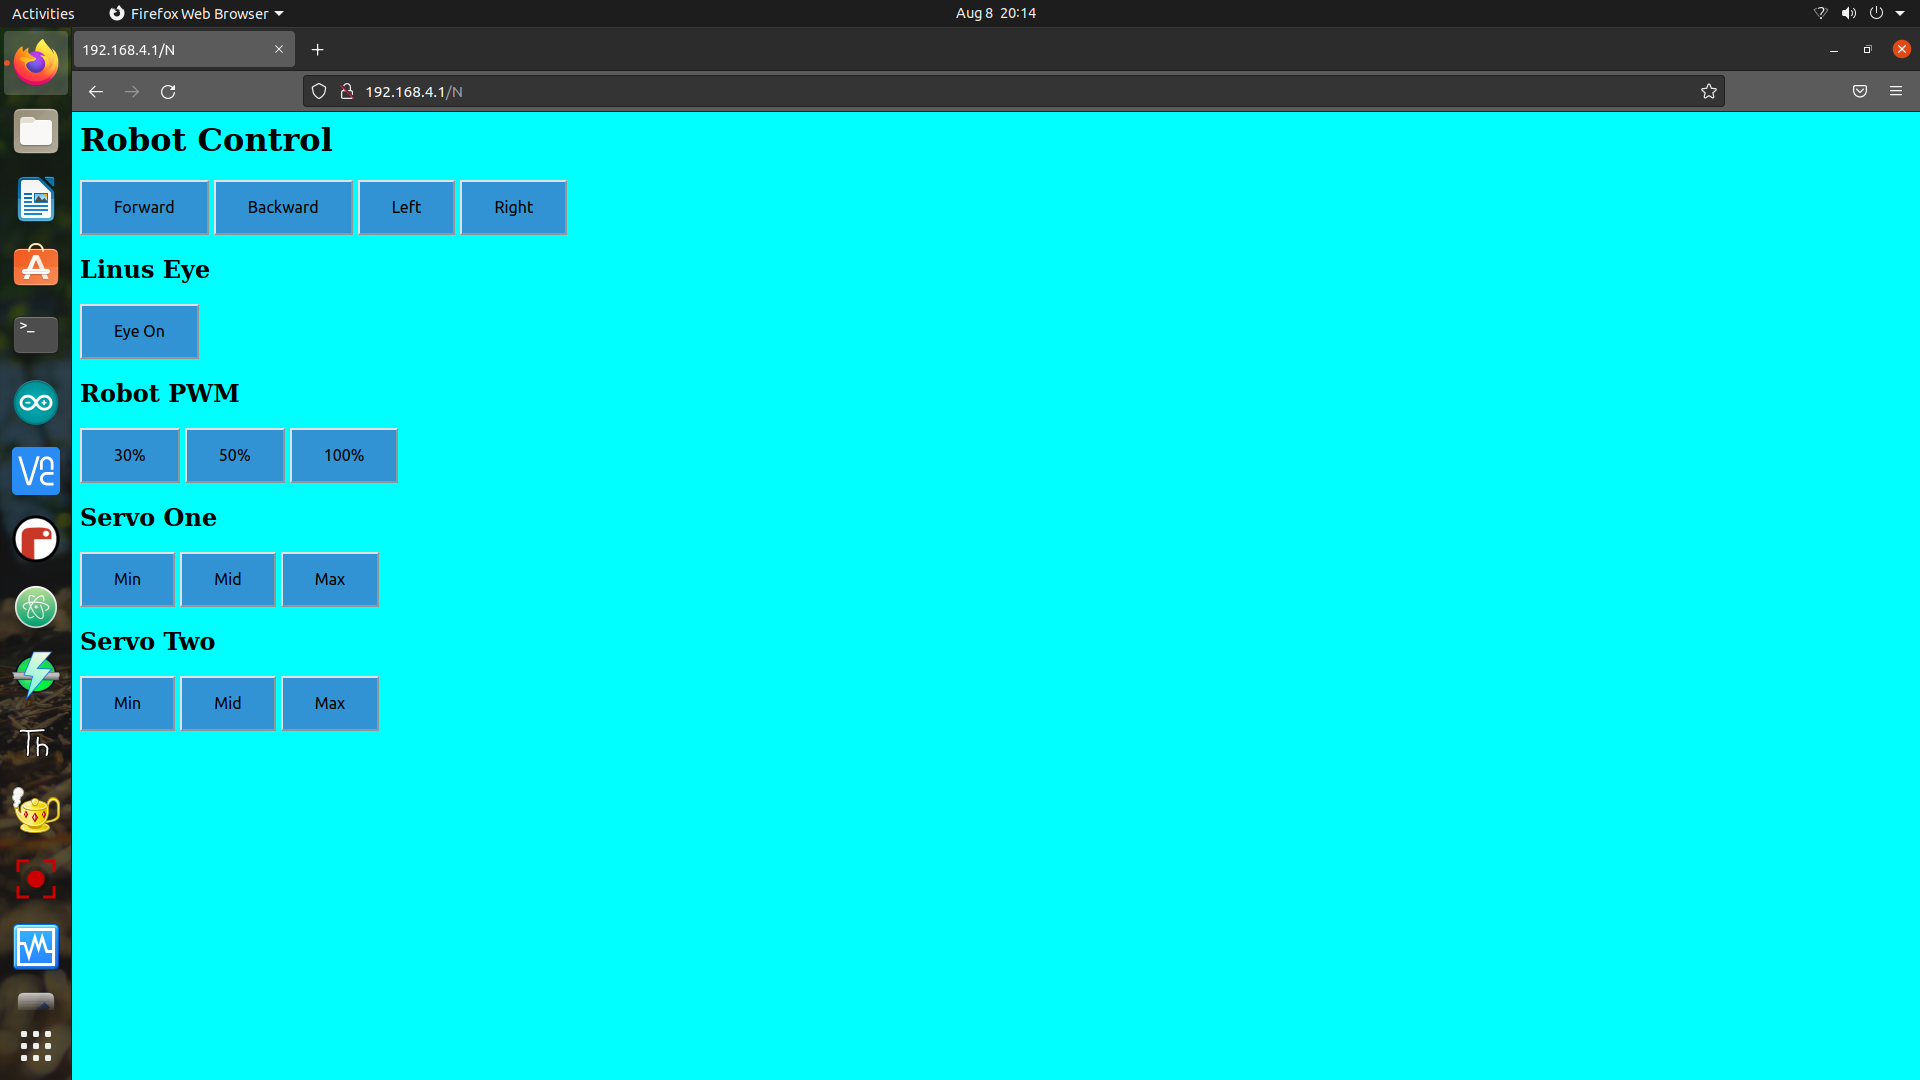 Activities Firefox Web Browser Aug 8 20:14
192.168.4.1/N
192.168.4.1/N
Robot Control
Forward Backward Left Right
Linus Eye
Eye On
Robot PWM
30% 50% 100%
Servo One
Min Mid Max
Servo Two
Min Mid Max
>_
V2
Th